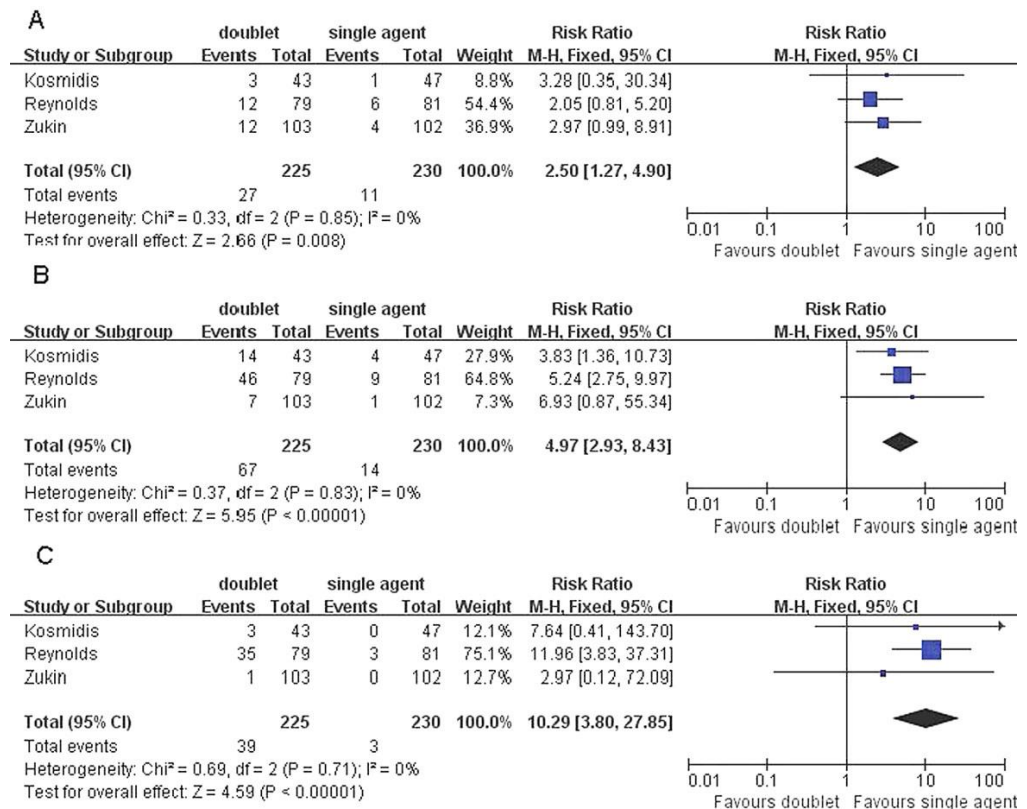 A
doublet single agent Risk Ratio Risk Ratio
Study or Subgroup Events Total Events Total Weight M-H, Fixed, 95% CI M-H, Fixed, 95% CI
Kosmidis 3 43 1 47 8.8% 3.28 [0.35, 30.34]
Reynolds 12 79 6 81 54.4% 2.05 [0.81, 5.20]
Zukin 12 103 4 102 36.9% 2.97 [0.99, 8.91]
Total (95% CI) 225 230 100.0% 2.50 [1.27, 4.90]
Total events 27 11
Heterogeneity: Chi² = 0.33, df = 2 (P = 0.85); I² = 0%
Test for overall effect: Z = 2.66 (P = 0.008)
0.01 0.1 1 10 100
Favours doublet Favours single agent
B
doublet single agent Risk Ratio Risk Ratio
Study or Subgroup Events Total Events Total Weight M-H, Fixed, 95% CI M-H, Fixed, 95% CI
Kosmidis 14 43 4 47 27.9% 3.83 [1.36, 10.73]
Reynolds 46 79 9 81 64.8% 5.24 [2.75, 9.97]
Zukin 7 103 1 102 7.3% 6.93 [0.87, 55.34]
Total (95% CI) 225 230 100.0% 4.97 [2.93, 8.43]
Total events 67 14
Heterogeneity: Chi² = 0.37, df = 2 (P = 0.83); I² = 0%
Test for overall effect: Z = 5.95 (P < 0.00001)
0.01 0.1 1 10 100
Favours doublet Favours single agent
C
doublet single agent Risk Ratio Risk Ratio
Study or Subgroup Events Total Events Total Weight M-H, Fixed, 95% CI M-H, Fixed, 95% CI
Kosmidis 3 43 0 47 12.1% 7.64 [0.41, 143.70]
Reynolds 35 79 3 81 75.1% 11.96 [3.83, 37.31]
Zukin 1 103 0 102 12.7% 2.97 [0.12, 72.09]
Total (95% CI) 225 230 100.0% 10.29 [3.80, 27.85]
Total events 39 3
Heterogeneity: Chi² = 0.69, df = 2 (P = 0.71); I² = 0%
Test for overall effect: Z = 4.59 (P < 0.00001)
0.01 0.1 1 10 100
Favours doublet Favours single agent